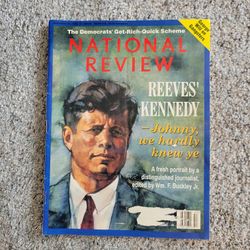 The Democrats' Get-Rich-Quick Scheme
NATIONAL
REVIEW
REEVES'
KENNEDY
—Johnny,
we hardly
knew ye
A fresh portrait by a
distinguished journalist,
edited by Wm. F. Buckley Jr.